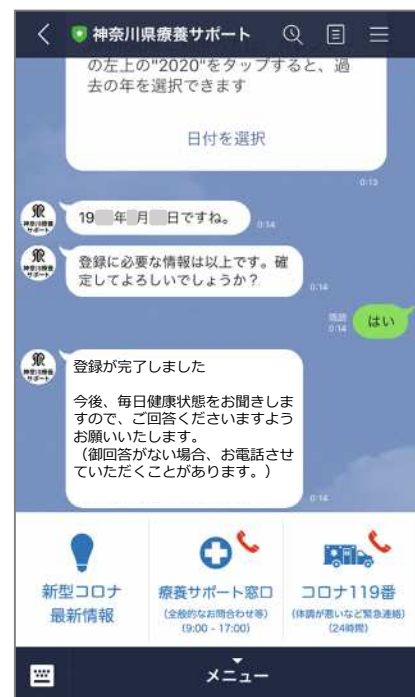 神奈川県療養サポート
の左上の"2020"をタップすると、過
去の年を選択できます
日付を選択
0:13
19 年 月 日ですね。
0:14
登録に必要な情報は以上です。確
定してよろしいでしょうか？
0:14
既読
0:14
はい
登録が完了しました
今後、毎日健康状態をお聞きしま
すので、ご回答くださいますよう
お願いいたします。
（御回答がない場合、お電話させ
ていただくことがあります。）
0:14
新型コロナ
最新情報
療養サポート窓口
(全般的なお問合わせ等)
(9:00 - 17:00)
コロナ119番
(体調が悪いなど緊急連絡)
(24時間)
メニュー